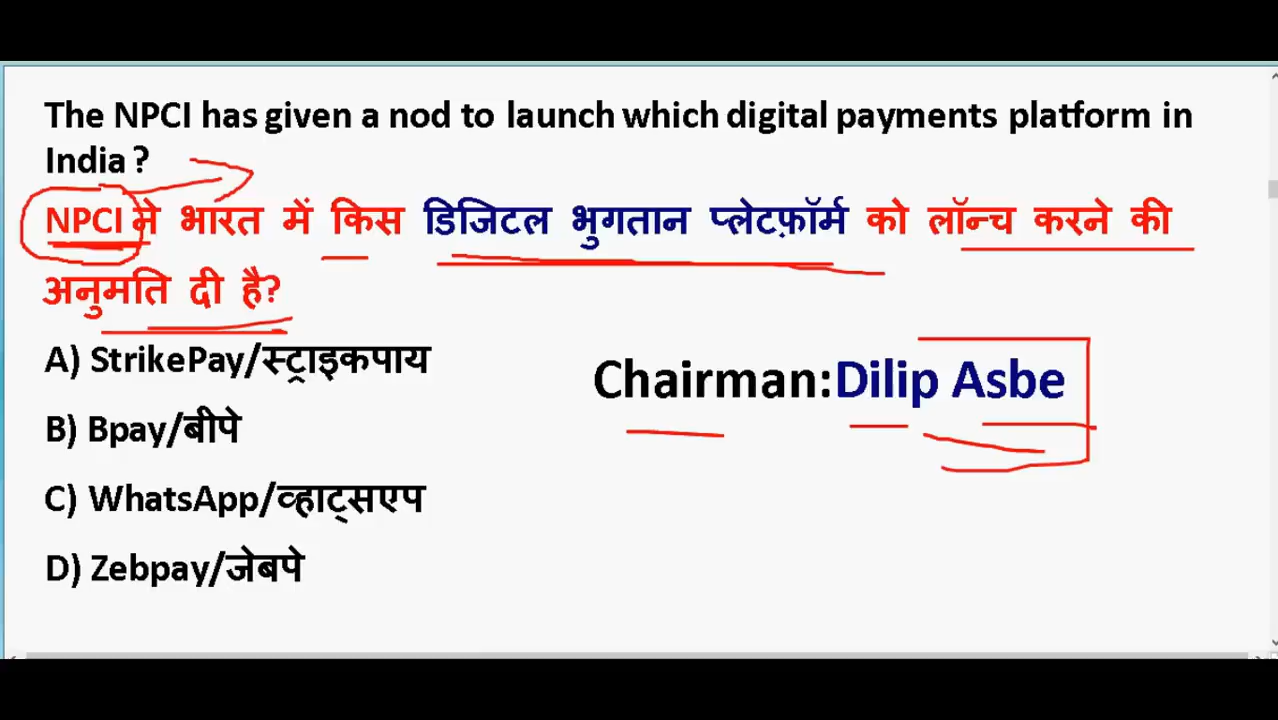 The NPCI has given a nod to launch which digital payments platform in
India?
NPCI ने भारत में किस डिजिटल भुगतान प्लेटफ़ॉर्म को लॉन्च करने की
अनुमति दी है?
A) StrikePay/स्ट्राइकपाय
B) Bpay/बीपे
C) WhatsApp/व्हाट्सएप
D) Zebpay/जेबपे
Chairman:Dilip Asbe